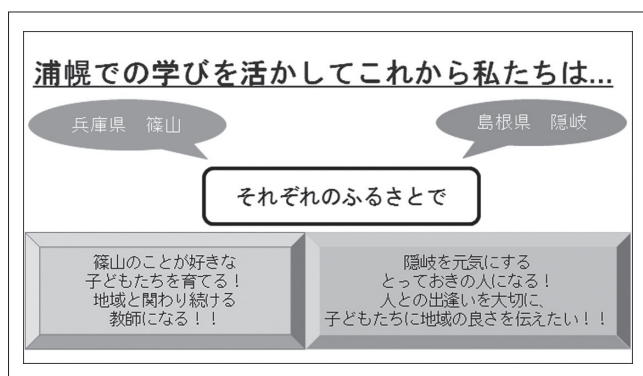 浦幌での学びを活かしてこれから私たちは...
兵庫県　篠山
島根県　隠岐
それぞれのふるさとで
篠山のことが好きな
子どもたちを育てる！
地域と関わり続ける
教師になる！！
隠岐を元気にする
とっておきの人になる！
人との出逢いを大切に、
子どもたちに地域の良さを伝えたい！！